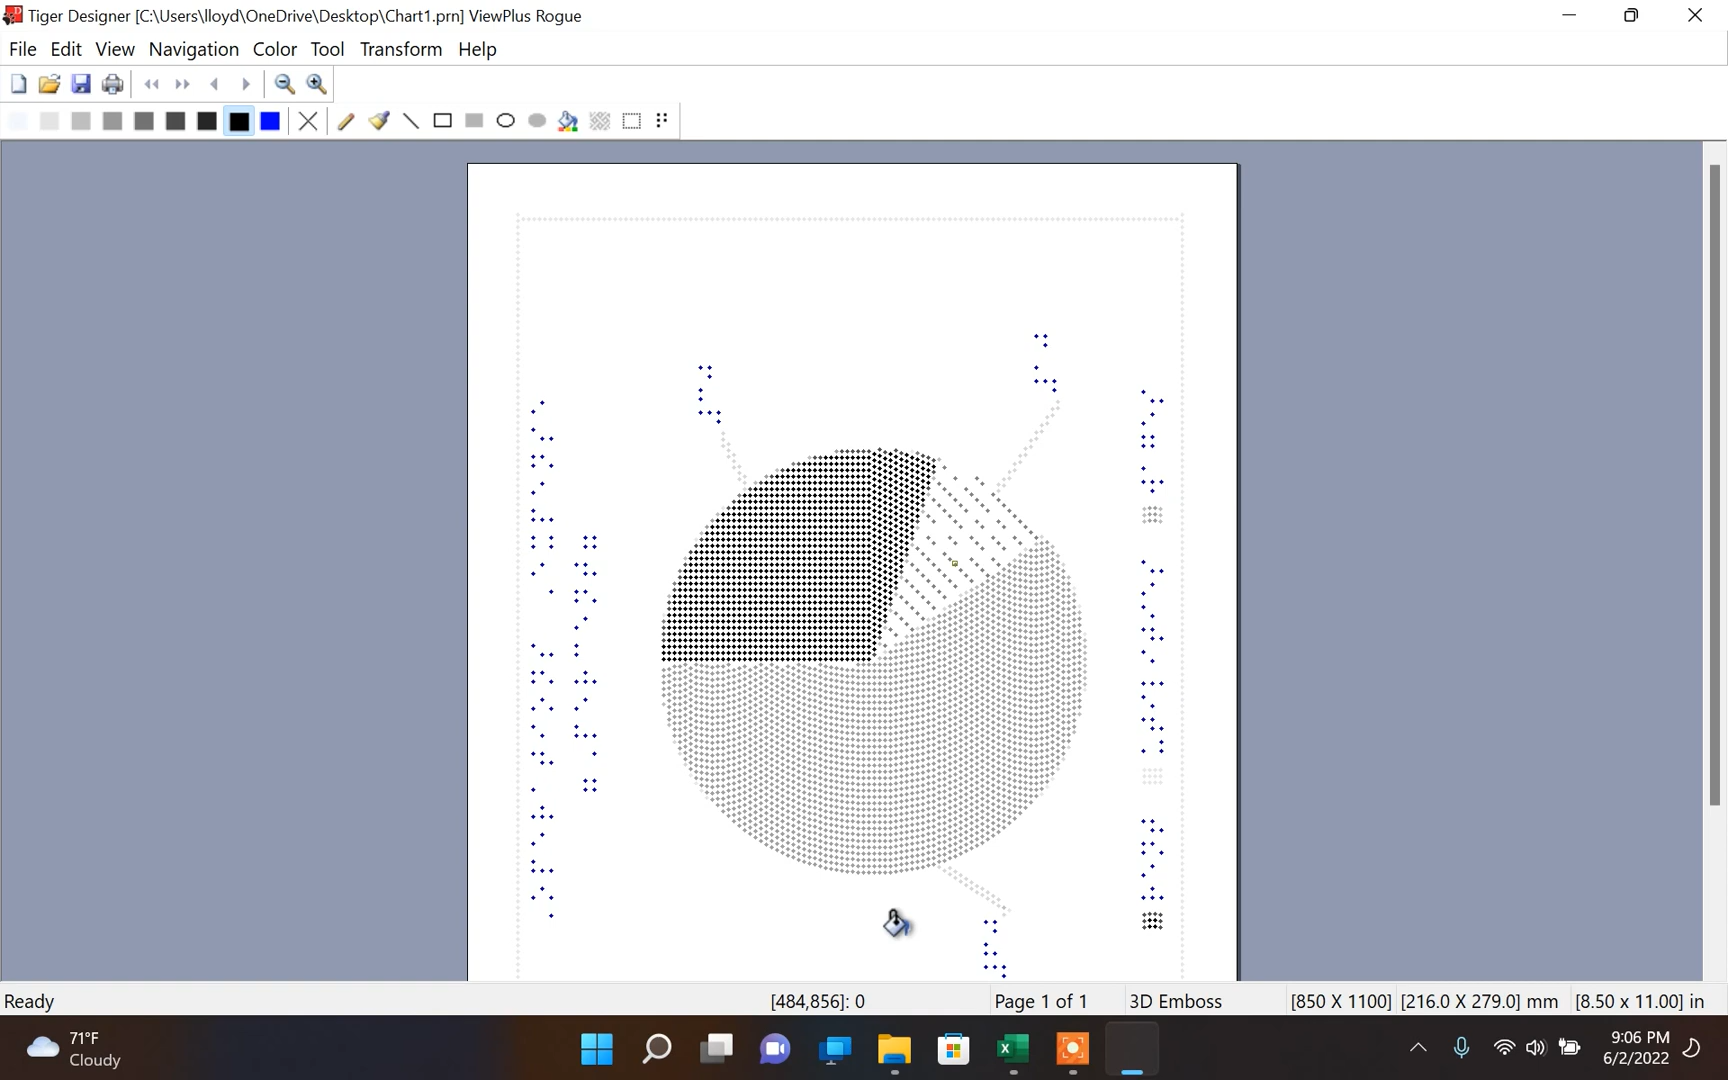 Tiger Designer [C:\Users\lloyd\OneDrive\Desktop\Chart1.prn] ViewPlus Rogue
File Edit View Navigation Color Tool Transform Help
Ready [484,856]: 0 Page 1 of 1 3D Emboss [850 X 1100] [216.0 X 279.0] mm [8.50 x 11.00] in
71°F
Cloudy
9:06 PM
6/2/2022